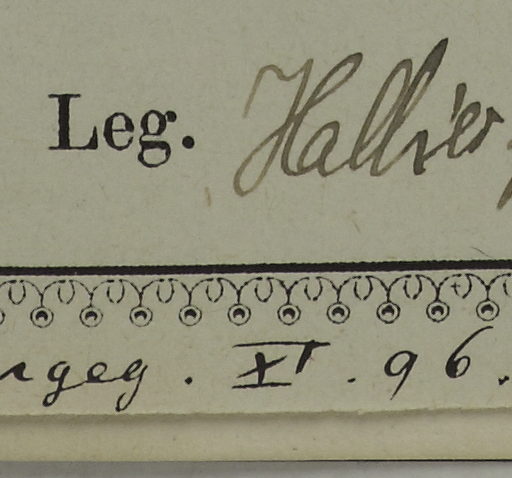 Leg. Hallier
ngeg. XI. 96.